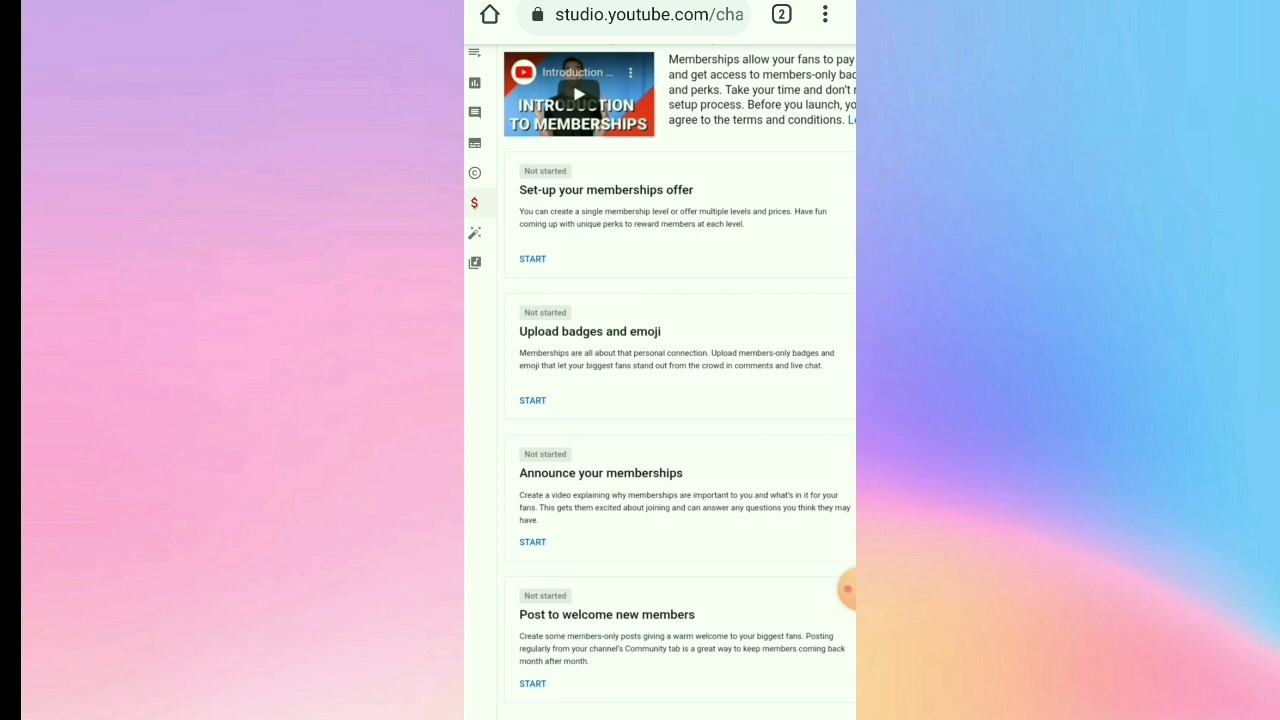 studio.youtube.com/cha
2
Introduction ...
INTRODUCTION
TO MEMBERSHIPS
Memberships allow your fans to pay
and get access to members-only bac
and perks. Take your time and don't r
setup process. Before you launch, yo
agree to the terms and conditions. Le
Not started
Set-up your memberships offer
You can create a single membership level or offer multiple levels and prices. Have fun
coming up with unique perks to reward members at each level.
START
Not started
Upload badges and emoji
Memberships are all about that personal connection. Upload members-only badges and
emoji that let your biggest fans stand out from the crowd in comments and live chat.
START
Not started
Announce your memberships
Create a video explaining why memberships are important to you and what's in it for your
fans. This gets them excited about joining and can answer any questions you think they may
have.
START
Not started
Post to welcome new members
Create some members-only posts giving a warm welcome to your biggest fans. Posting
regularly from your channel's Community tab is a great way to keep members coming back
month after month.
START